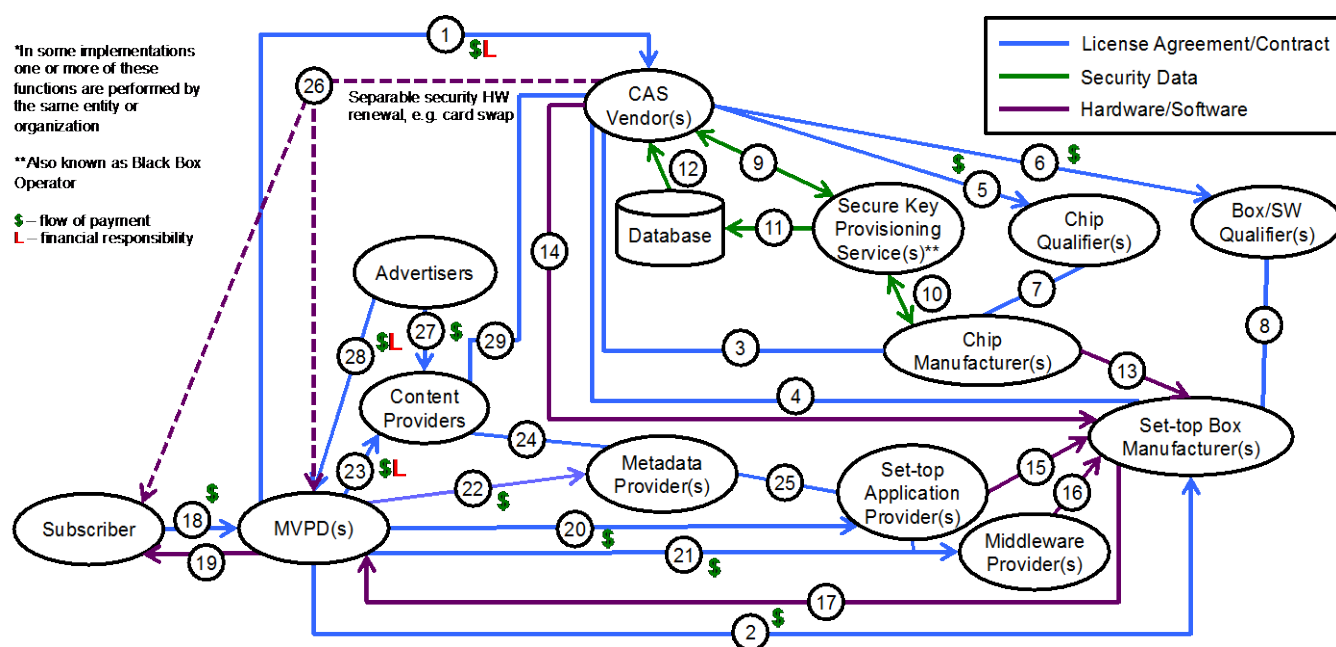 *In some implementations
one or more of these
functions are performed by
the same entity or
organization
**Also known as Black Box
Operator
$ – flow of payment
L – financial responsibility
1
$L
26
Separable security HW
renewal, e.g. card swap
CAS
Vendor(s)
License Agreement/Contract
Security Data
Hardware/Software
12
9
5
$
6
$
Database
11
Secure Key
Provisioning
Service(s)**
Chip
Qualifier(s)
Box/SW
Qualifier(s)
14
10
7
8
Advertisers
28
$L
27
$
29
3
Chip
Manufacturer(s)
13
4
Content
Providers
Set-top Box
Manufacturer(s)
23
$L
24
22
$
Metadata
Provider(s)
25
Set-top
Application
Provider(s)
15
16
Subscriber
18
$
19
MVPD(s)
20
$
21
$
Middleware
Provider(s)
17
2
$